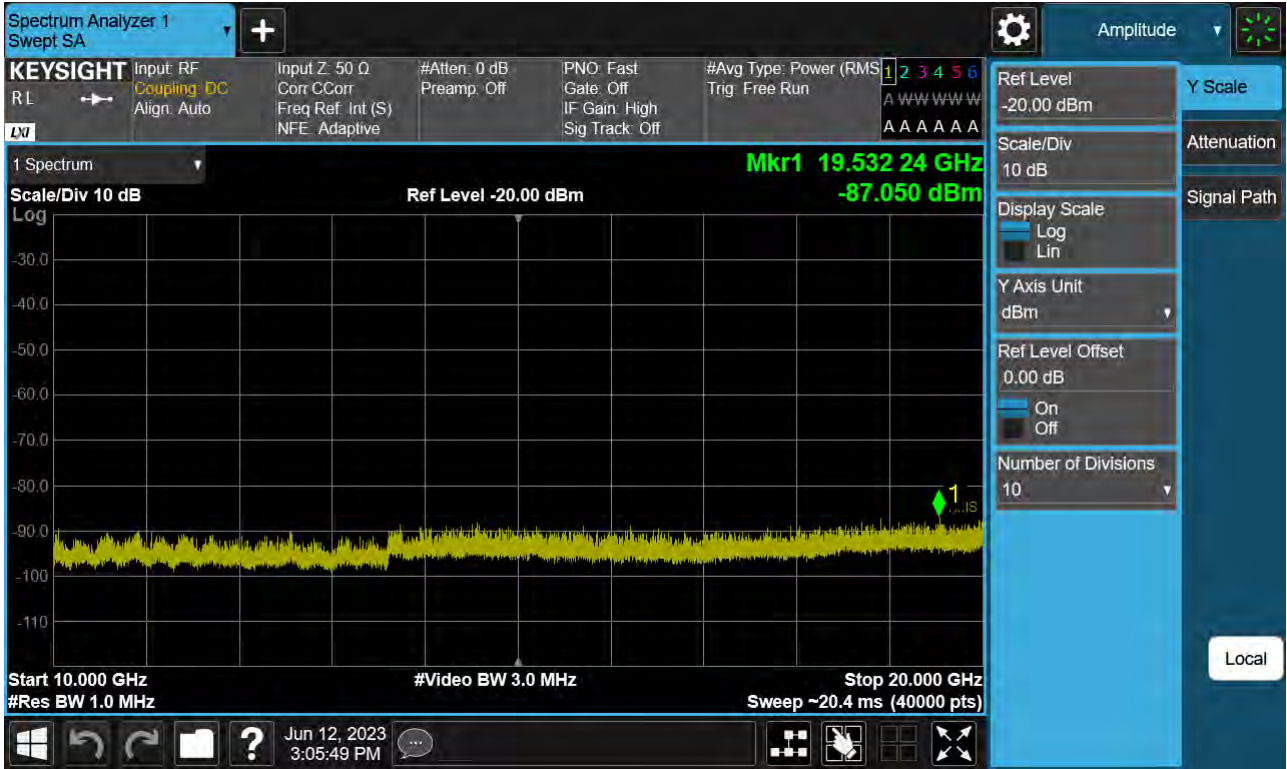 Spectrum Analyzer 1
Swept SA
Amplitude
KEYSIGHT
R L
LXI
Input: RF
Coupling: DC
Align: Auto
Input Z: 50 Ω
Corr CCorr
Freq Ref: Int (S)
NFE: Adaptive
#Atten: 0 dB
Preamp: Off
PNO: Fast
Gate: Off
IF Gain: High
Sig Track: Off
#Avg Type: Power (RMS
Trig: Free Run
1 2 3 4 5 6
A W W W W W
A A A A A A
1 Spectrum
Scale/Div 10 dB
Ref Level -20.00 dBm
Mkr1 19.532 24 GHz
-87.050 dBm
Log
-30.0
-40.0
-50.0
-60.0
-70.0
-80.0
-90.0
-100
-110
1
Start 10.000 GHz
#Video BW 3.0 MHz
Stop 20.000 GHz
#Res BW 1.0 MHz
Sweep ~20.4 ms (40000 pts)
Ref Level
-20.00 dBm
Scale/Div
10 dB
Display Scale
Log
Lin
Y Axis Unit
dBm
Ref Level Offset
0.00 dB
On
Off
Number of Divisions
10
Y Scale
Attenuation
Signal Path
Local
?
Jun 12, 2023
3:05:49 PM